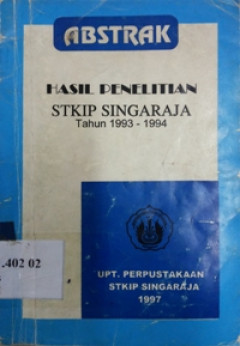 ABSTRAK
HASIL PENELITIAN
STKIP SINGARAJA
Tahun 1993 - 1994
.402 02
UPT. PERPUSTAKAAN
STKIP SINGARAJA
1997